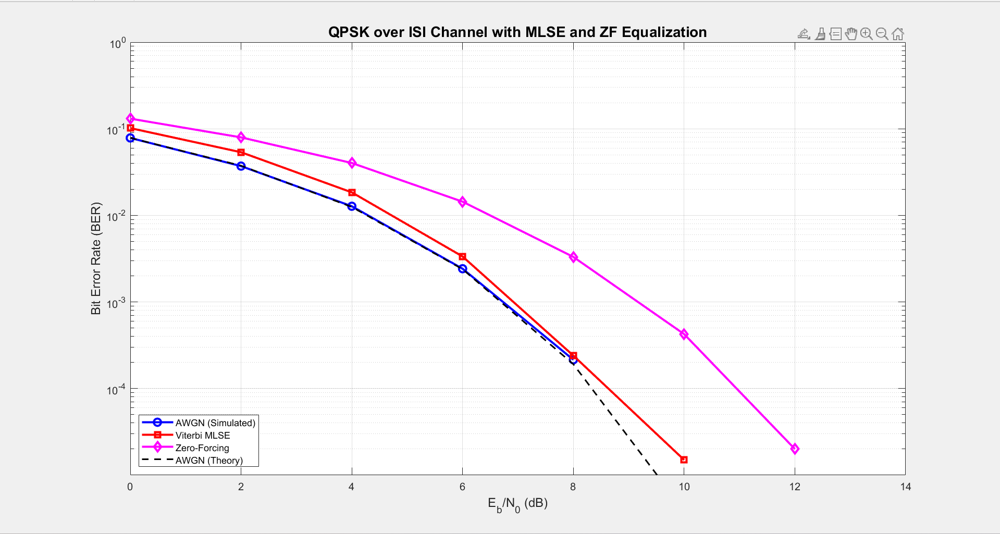 QPSK over ISI Channel with MLSE and ZF Equalization
10^0
10^-1
10^-2
10^-3
10^-4
Bit Error Rate (BER)
AWGN (Simulated)
Viterbi MLSE
Zero-Forcing
AWGN (Theory)
0 2 4 6 8 10 12 14
E_b/N_0 (dB)